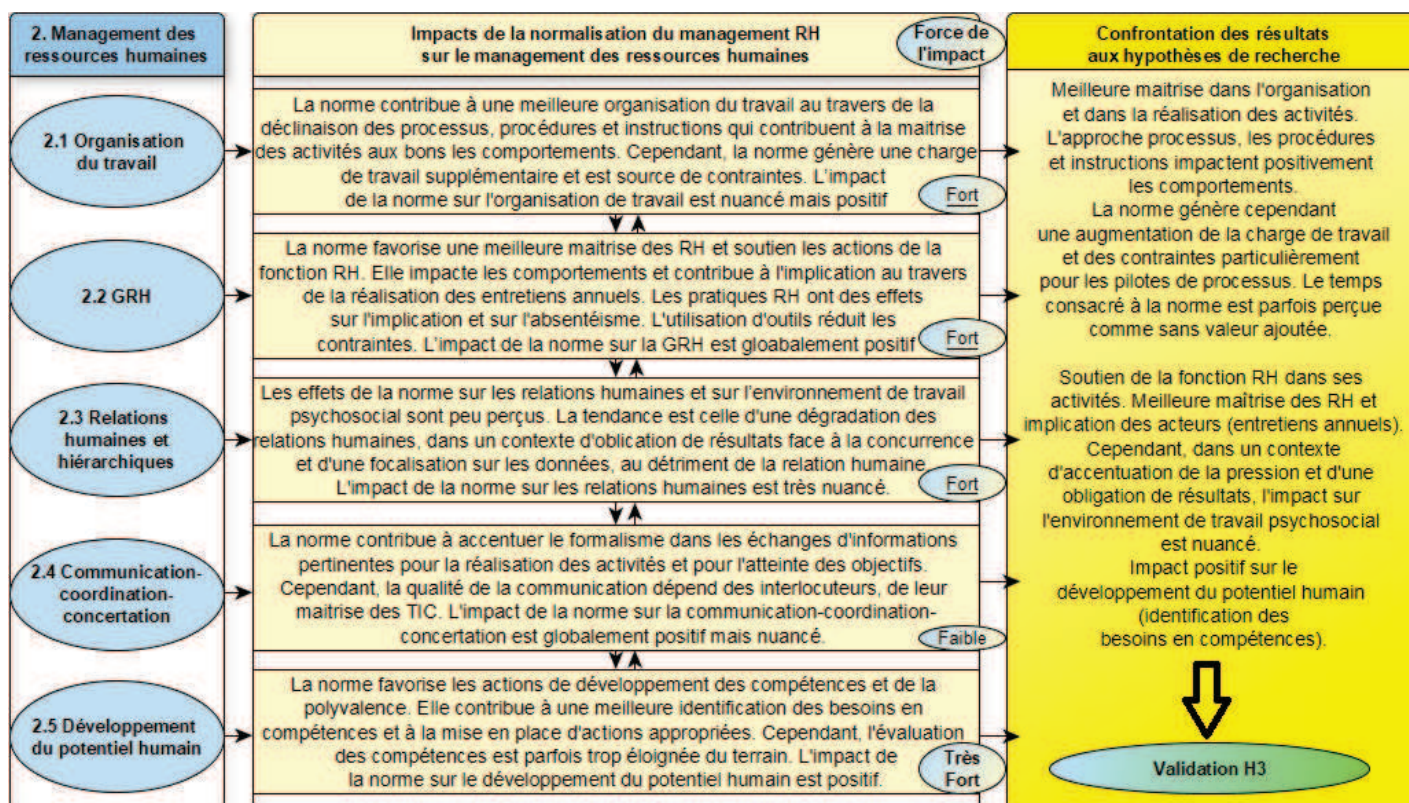 2. Management des
ressources humaines
Impacts de la normalisation du management RH
sur le management des ressources humaines
Force de
l'impact
Confrontation des résultats
aux hypothèses de recherche
2.1 Organisation
du travail
La norme contribue à une meilleure organisation du travail au travers de la
déclinaison des processus, procédures et instructions qui contribuent à la maitrise
des activités aux bons les comportements. Cependant, la norme génère une charge
de travail supplémentaire et est source de contraintes. L'impact
de la norme sur l'organisation de travail est nuancé mais positif
Fort
2.2 GRH
La norme favorise une meilleure maitrise des RH et soutien les actions de la
fonction RH. Elle impacte les comportements et contribue à l'implication au travers
de la réalisation des entretiens annuels. Les pratiques RH ont des effets
sur l'implication et sur l'absentéisme. L'utilisation d'outils réduit les
contraintes. L'impact de la norme sur la GRH est gloabalement positif
Fort
2.3 Relations
humaines et
hiérarchiques
Les effets de la norme sur les relations humaines et sur l'environnement de travail
psychosocial sont peu perçus. La tendance est celle d'une dégradation des
relations humaines, dans un contexte d'oblication de résultats face à la concurrence
et d'une focalisation sur les données, au détriment de la relation humaine.
L'impact de la norme sur les relations humaines est très nuancé.
Fort
2.4 Communication-
coordination-
concertation
La norme contribue à accentuer le formalisme dans les échanges d'informations
pertinentes pour la réalisation des activités et pour l'atteinte des objectifs.
Cependant, la qualité de la communication dépend des interlocuteurs, de leur
maitrise des TIC. L'impact de la norme sur la communication-coordination-
concertation est globalement positif mais nuancé.
Faible
2.5 Développement
du potentiel humain
La norme favorise les actions de développement des compétences et de la
polyvalence. Elle contribue à une meilleure identification des besoins en
compétences et à la mise en place d'actions appropriées. Cependant, l'évaluation
des compétences est parfois trop éloignée du terrain. L'impact de
la norme sur le développement du potentiel humain est positif.
Très
Fort
Meilleure maitrise dans l'organisation
et dans la réalisation des activités.
L'approche processus, les procédures
et instructions impactent positivement
les comportements.
La norme génère cependant
une augmentation de la charge de travail
et des contraintes particulièrement
pour les pilotes de processus. Le temps
consacré à la norme est parfois perçue
comme sans valeur ajoutée.
Soutien de la fonction RH dans ses
activités. Meilleure maîtrise des RH et
implication des acteurs (entretiens annuels).
Cependant, dans un contexte
d'accentuation de la pression et d'une
obligation de résultats, l'impact sur
l'environnement de travail psychosocial
est nuancé.
Impact positif sur le
développement du potentiel humain
(identification des
besoins en compétences).
Validation H3